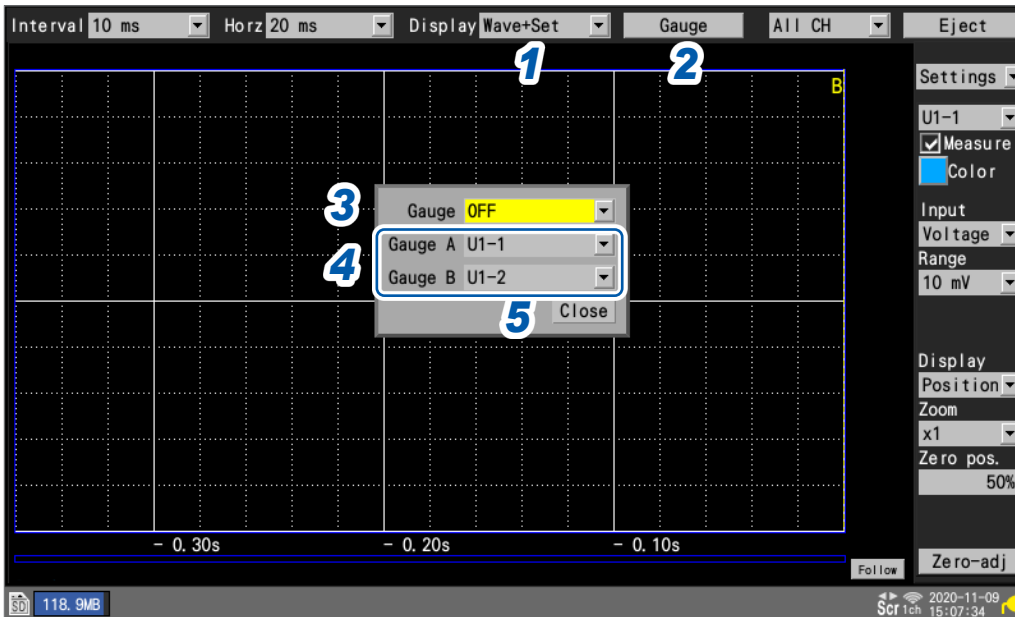 Interval 10 ms Horz 20 ms Display Wave+Set Gauge All CH Eject
1 2
Settings
B
U1-1
Measure
Color
3 Gauge OFF
Input
4 Gauge A U1-1
Voltage
Gauge B U1-2
Range
10 mV
5 Close
Display
Position
Zoom
x1
Zero pos.
50%
- 0.30s - 0.20s - 0.10s
Zero-adj
Follow
SD 118.9MB
Scr 1ch 2020-11-09
15:07:34